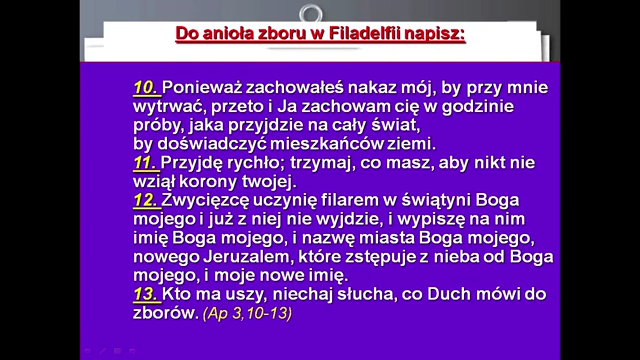 Do anioła zboru w Filadelfii napisz:
10. Ponieważ zachowałeś nakaz mój, by przy mnie
wytrwać, przeto i Ja zachowam cię w godzinie
próby, jaka przyjdzie na cały świat,
by doświadczyć mieszkańców ziemi.
11. Przyjdę rychło; trzymaj, co masz, aby nikt nie
wziął korony twojej.
12. Zwycięzcę uczynię filarem w świątyni Boga
mojego i już z niej nie wyjdzie, i wypiszę na nim
imię Boga mojego, i nazwę miasta Boga mojego,
nowego Jeruzalem, które zstępuje z nieba od Boga
mojego, i moje nowe imię.
13. Kto ma uszy, niechaj słucha, co Duch mówi do
zborów. (Ap 3,10-13)